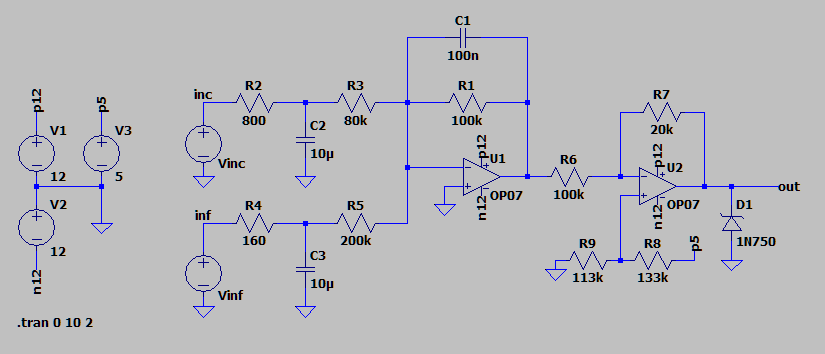 C1
100n
p12
p5
inc
R2
R3
R1
800
80k
100k
R7
20k
V1
V3
C2
10µ
Vinc
p12
U1
p12
U2
12
5
n12
OP07
R6
100k
n12
OP07
out
V2
12
inf
R4
R5
160
200k
D1
1N750
n12
C3
10µ
Vinf
R9
R8
p5
113k
133k
.tran 0 10 2